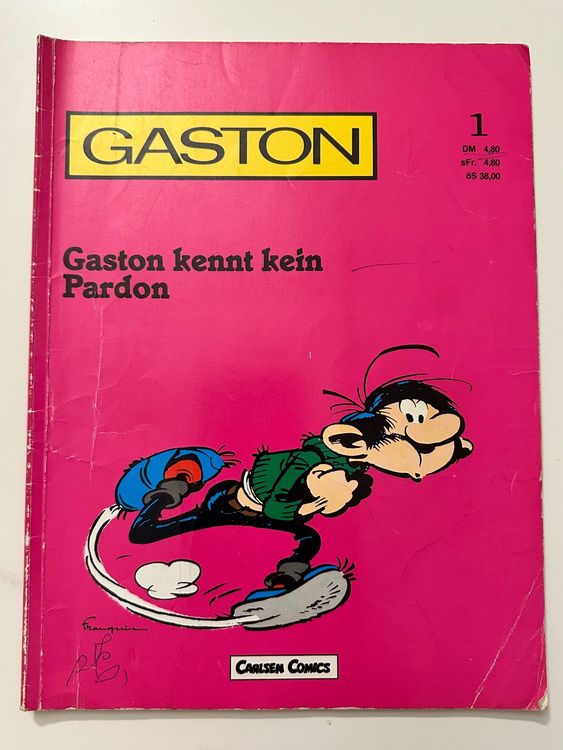 GASTON
1
DM 4,80
sFr. 4.80
öS 38,00
Gaston kennt kein
Pardon
Franquin
CARLSEN COMICS